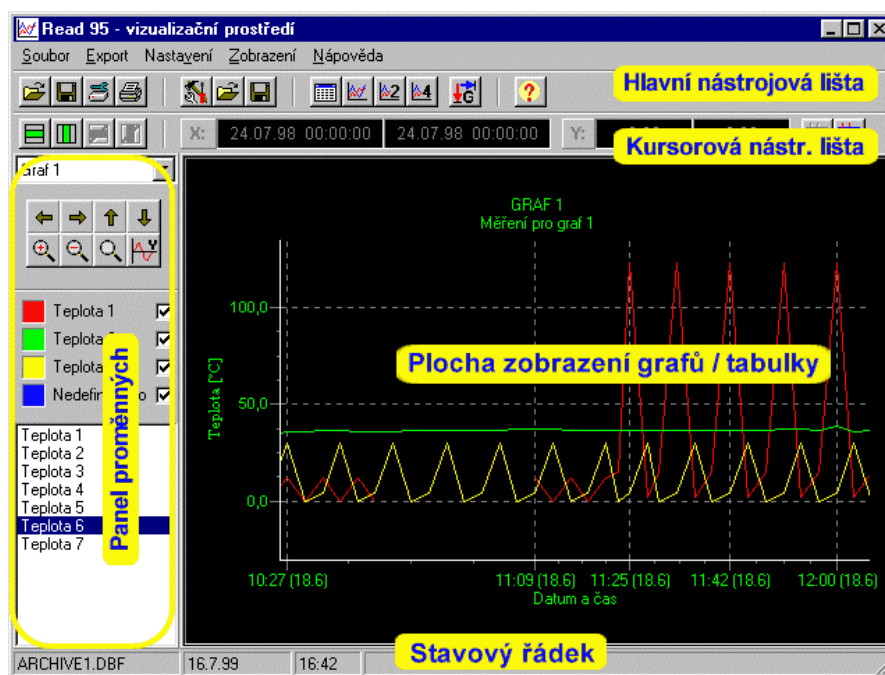 Read 95 - vizualizační prostředí
Soubor Export Nastavení Zobrazení Nápověda
2 4 G ?
Hlavní nástrojová lišta
X: 24.07.98 00:00:00 24.07.98 00:00:00 Y:
Kursorová nástr. lišta
Graf 1
Y
GRAF 1
Měření pro graf 1
Teplota 1
Teplota
Teplota
Nedefin o
Panel proměnných
Teplota 1
Teplota 2
Teplota 3
Teplota 4
Teplota 5
Teplota 6
Teplota 7
Plocha zobrazení grafů / tabulky
Teplota [°C]
100,0
50,0
0,0
10:27 (18.6) 11:09 (18.6) 11:25 (18.6) 11:42 (18.6) 12:00 (18.6)
Datum a čas
Stavový řádek
ARCHIVE1.DBF 16.7.99 16:42